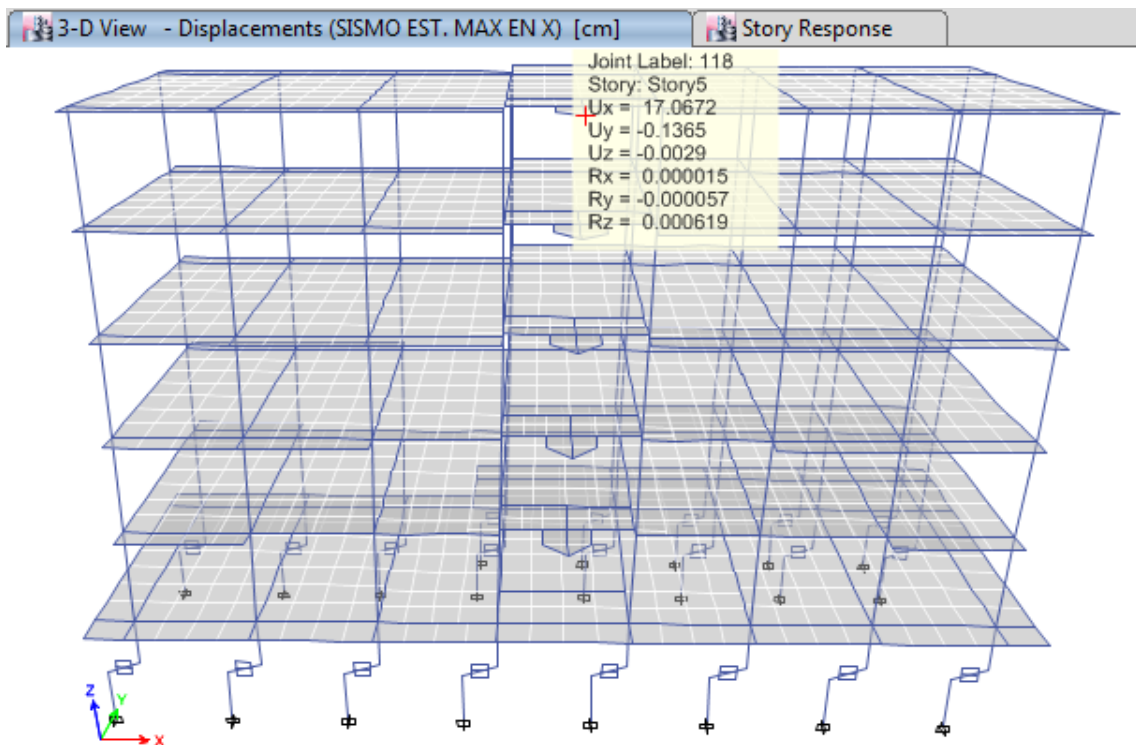 3-D View - Displacements (SISMO EST. MAX EN X) [cm]
Story Response
Joint Label: 118
Story: Story5
Ux = 17.0672
Uy = -0.1365
Uz = -0.0029
Rx = 0.000015
Ry = -0.000057
Rz = 0.000619
Z
Y
X